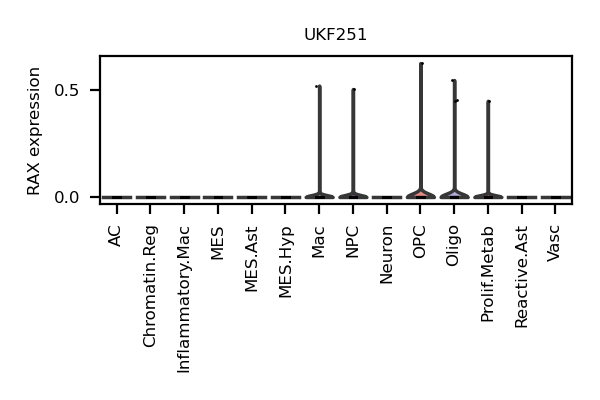 UKF251
RAX expression
0.5
0.0
AC
Chromatin.Reg
Inflammatory.Mac
MES
MES.Ast
MES.Hyp
Mac
NPC
Neuron
OPC
Oligo
Prolif.Metab
Reactive.Ast
Vasc